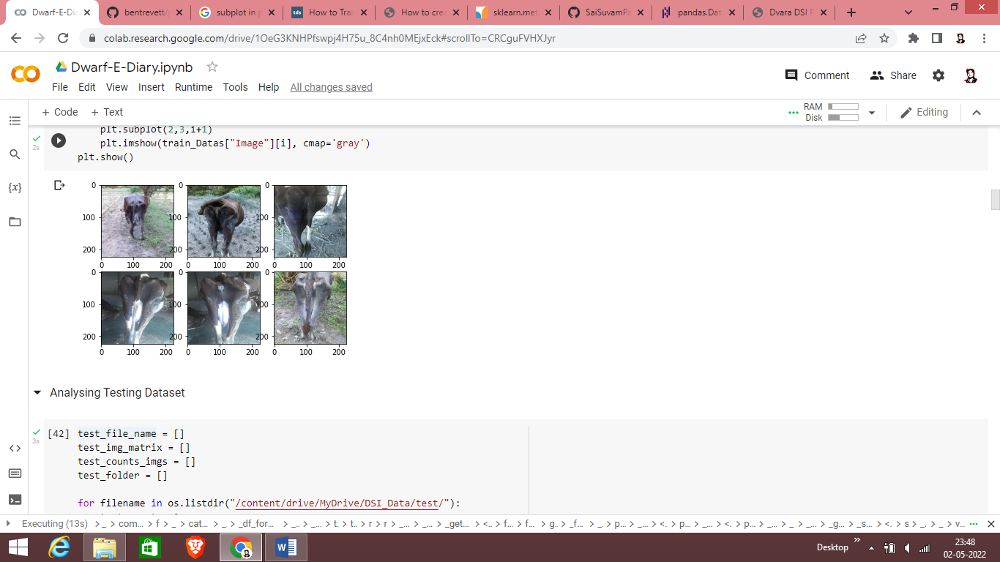 Dwarf-E-Dia
bentrevett/
subplot in p
tds How to Trai
How to crea
sklearn.met
SaiSuvamPa
pandas.Dat
Dvara DSI P
colab.research.google.com/drive/1OeG3KNHPfswpj4H75u_8C4nh0MEjxEck#scrollTo=CRCguFVHXJyr
Dwarf-E-Diary.ipynb
Comment Share
File Edit View Insert Runtime Tools Help All changes saved
+ Code + Text
RAM
Disk
Editing
plt.subplot(2,3,i+1)
2s
plt.imshow(train_Datas["Image"][i], cmap='gray')
plt.show()
{x}
0 0 0
100 100 100
200 200 200
0 100 200 0 100 200 0 100 200
0 0 0
100 100 100
200 200 200
0 100 200 0 100 200 0 100 200
Analysing Testing Dataset
3s
[42] test_file_name = []
test_img_matrix = []
test_counts_imgs = []
test_folder = []
for filename in os.listdir("/content/drive/MyDrive/DSI_Data/test/"):
Executing (13s) >_ > com... > f > _ > cat... > _ > _df_for... > _... > _... > t. > t.. > r > r > _... > _... > _get... > <.. > f... > f... > g.. > _f... > _. > p... > _... > <. > p... > _... > <. > p... > _... > _ > _... > _g... > _s... > <. > s > _. > _ > v...
Desktop
23:48
02-05-2022